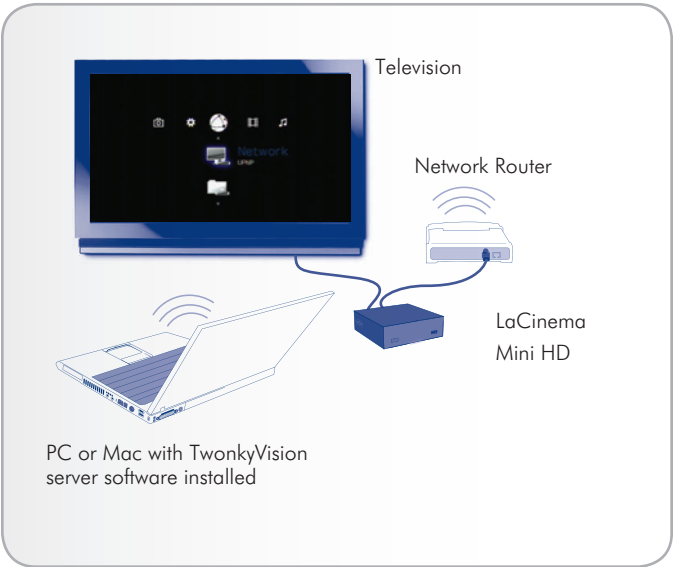 Television
Network
UPNP
Network Router
LaCinema
Mini HD
PC or Mac with TwonkyVision
server software installed